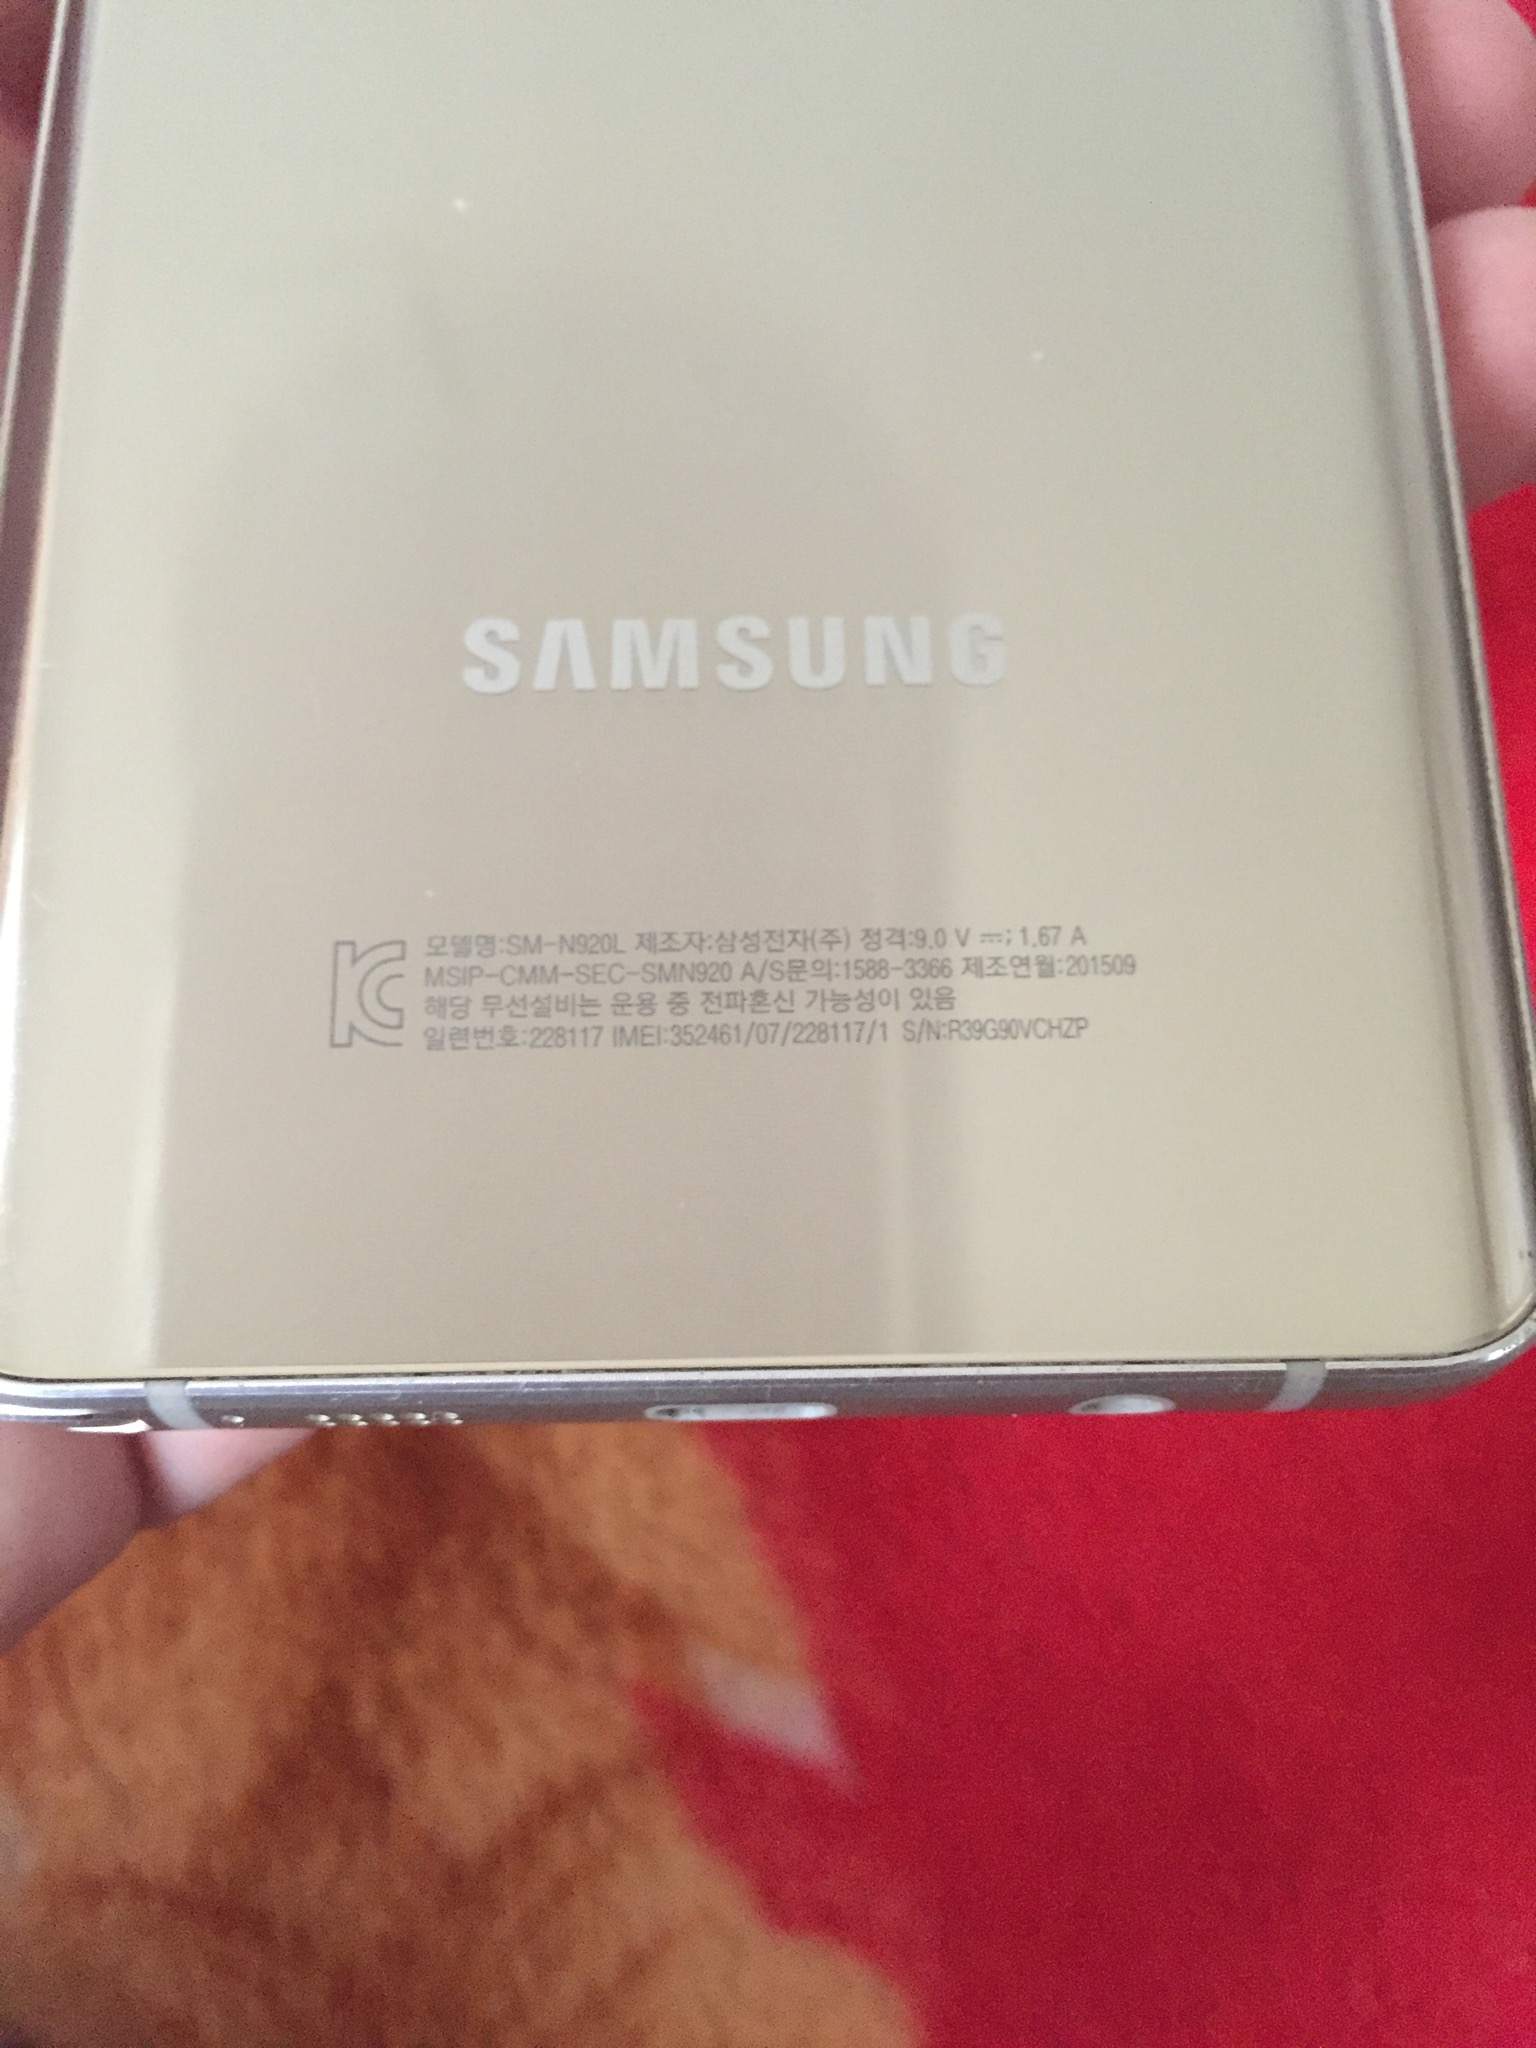 SAMSUNG
모델명:SM-N920L 제조자:삼성전자(주) 정격:9.0 V ⎓; 1.67 A
MSIP-CMM-SEC-SMN920 A/S문의:1588-3366 제조연월:201509
해당 무선설비는 운용 중 전파혼신 가능성이 있음
일련번호:228117 IMEI:352461/07/228117/1 S/N:R39G90VCHZP